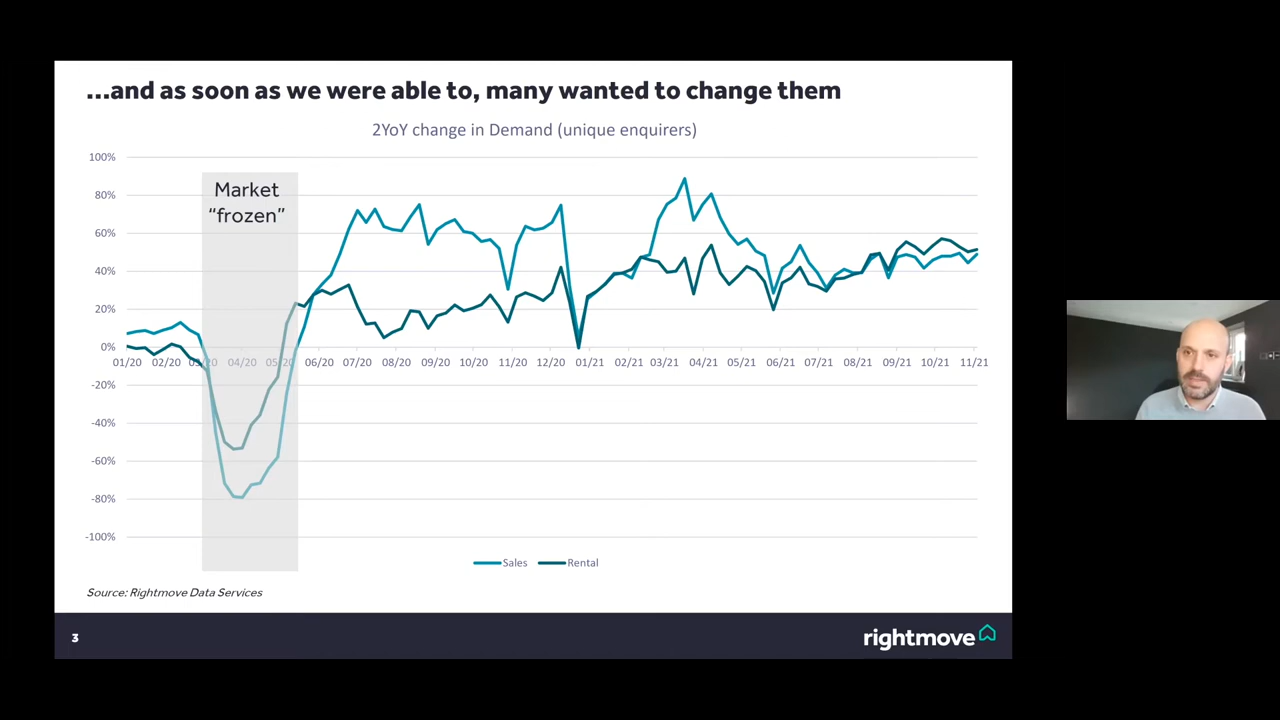 ...and as soon as we were able to, many wanted to change them
2YoY change in Demand (unique enquirers)
100%
80%
60%
40%
20%
0%
-20%
-40%
-60%
-80%
-100%
Market
“frozen”
01/20 02/20 03/20 04/20 05/20 06/20 07/20 08/20 09/20 10/20 11/20 12/20 01/21 02/21 03/21 04/21 05/21 06/21 07/21 08/21 09/21 10/21 11/21
Sales Rental
Source: Rightmove Data Services
3
rightmove